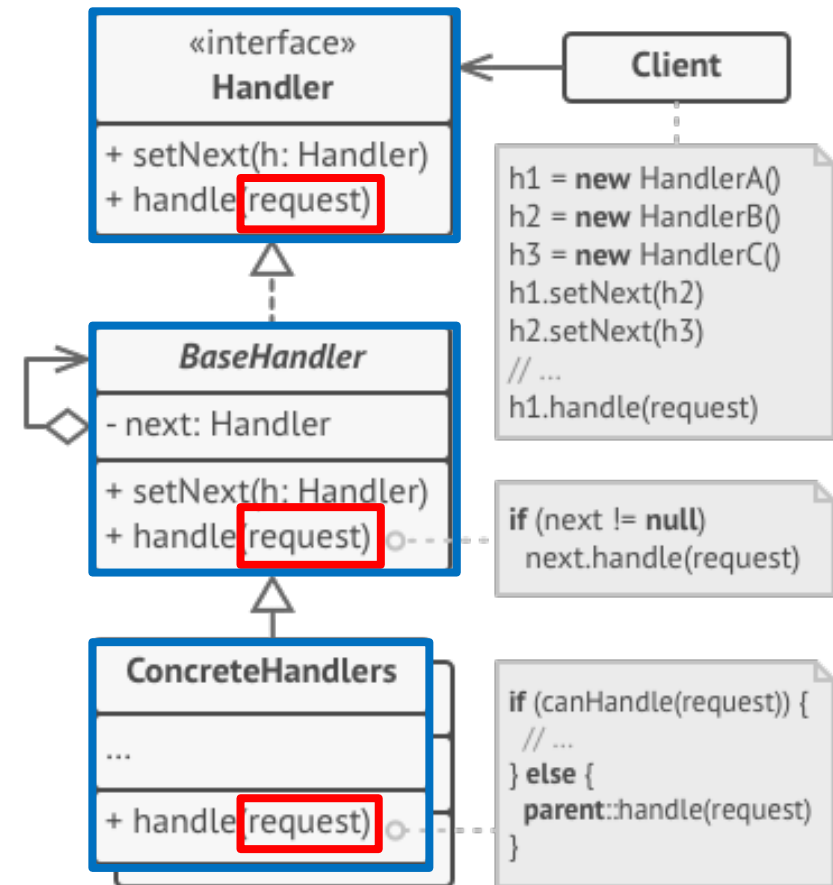 «interface»
Handler
+ setNext(h: Handler)
+ handle(request)
Client
h1 = new HandlerA()
h2 = new HandlerB()
h3 = new HandlerC()
h1.setNext(h2)
h2.setNext(h3)
// ...
h1.handle(request)
BaseHandler
- next: Handler
+ setNext(h: Handler)
+ handle(request)
if (next != null)
next.handle(request)
ConcreteHandlers
...
+ handle(request)
if (canHandle(request)) {
// ...
} else {
parent::handle(request)
}